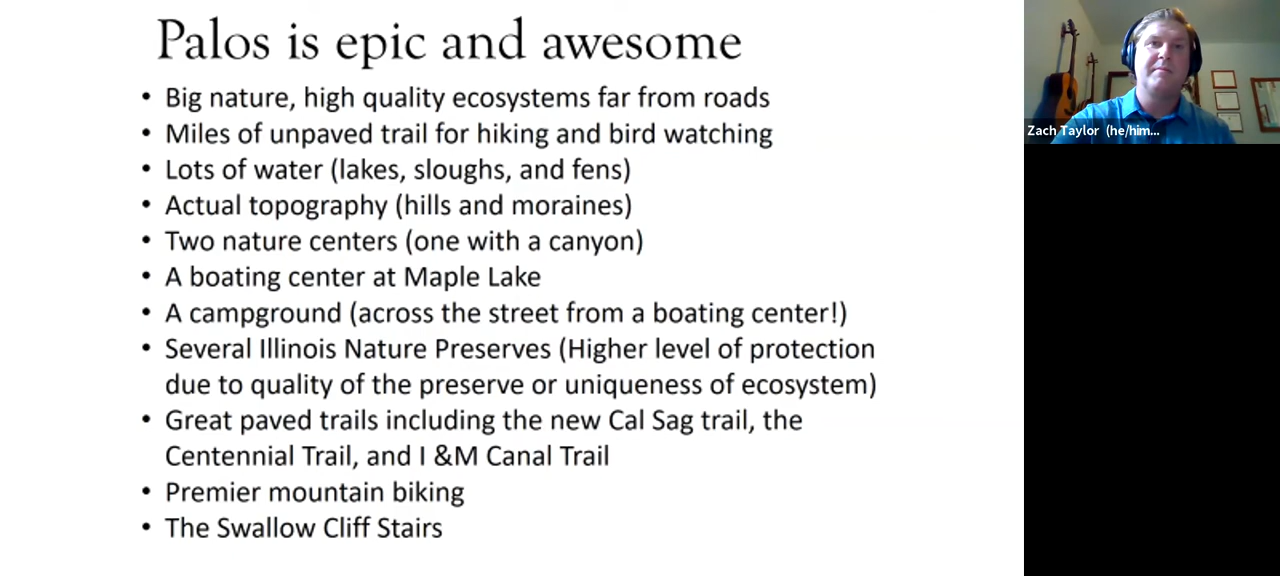 Palos is epic and awesome
• Big nature, high quality ecosystems far from roads
• Miles of unpaved trail for hiking and bird watching
• Lots of water (lakes, sloughs, and fens)
• Actual topography (hills and moraines)
• Two nature centers (one with a canyon)
• A boating center at Maple Lake
• A campground (across the street from a boating center!)
• Several Illinois Nature Preserves (Higher level of protection
due to quality of the preserve or uniqueness of ecosystem)
• Great paved trails including the new Cal Sag trail, the
Centennial Trail, and I &M Canal Trail
• Premier mountain biking
• The Swallow Cliff Stairs
Zach Taylor (he/him...